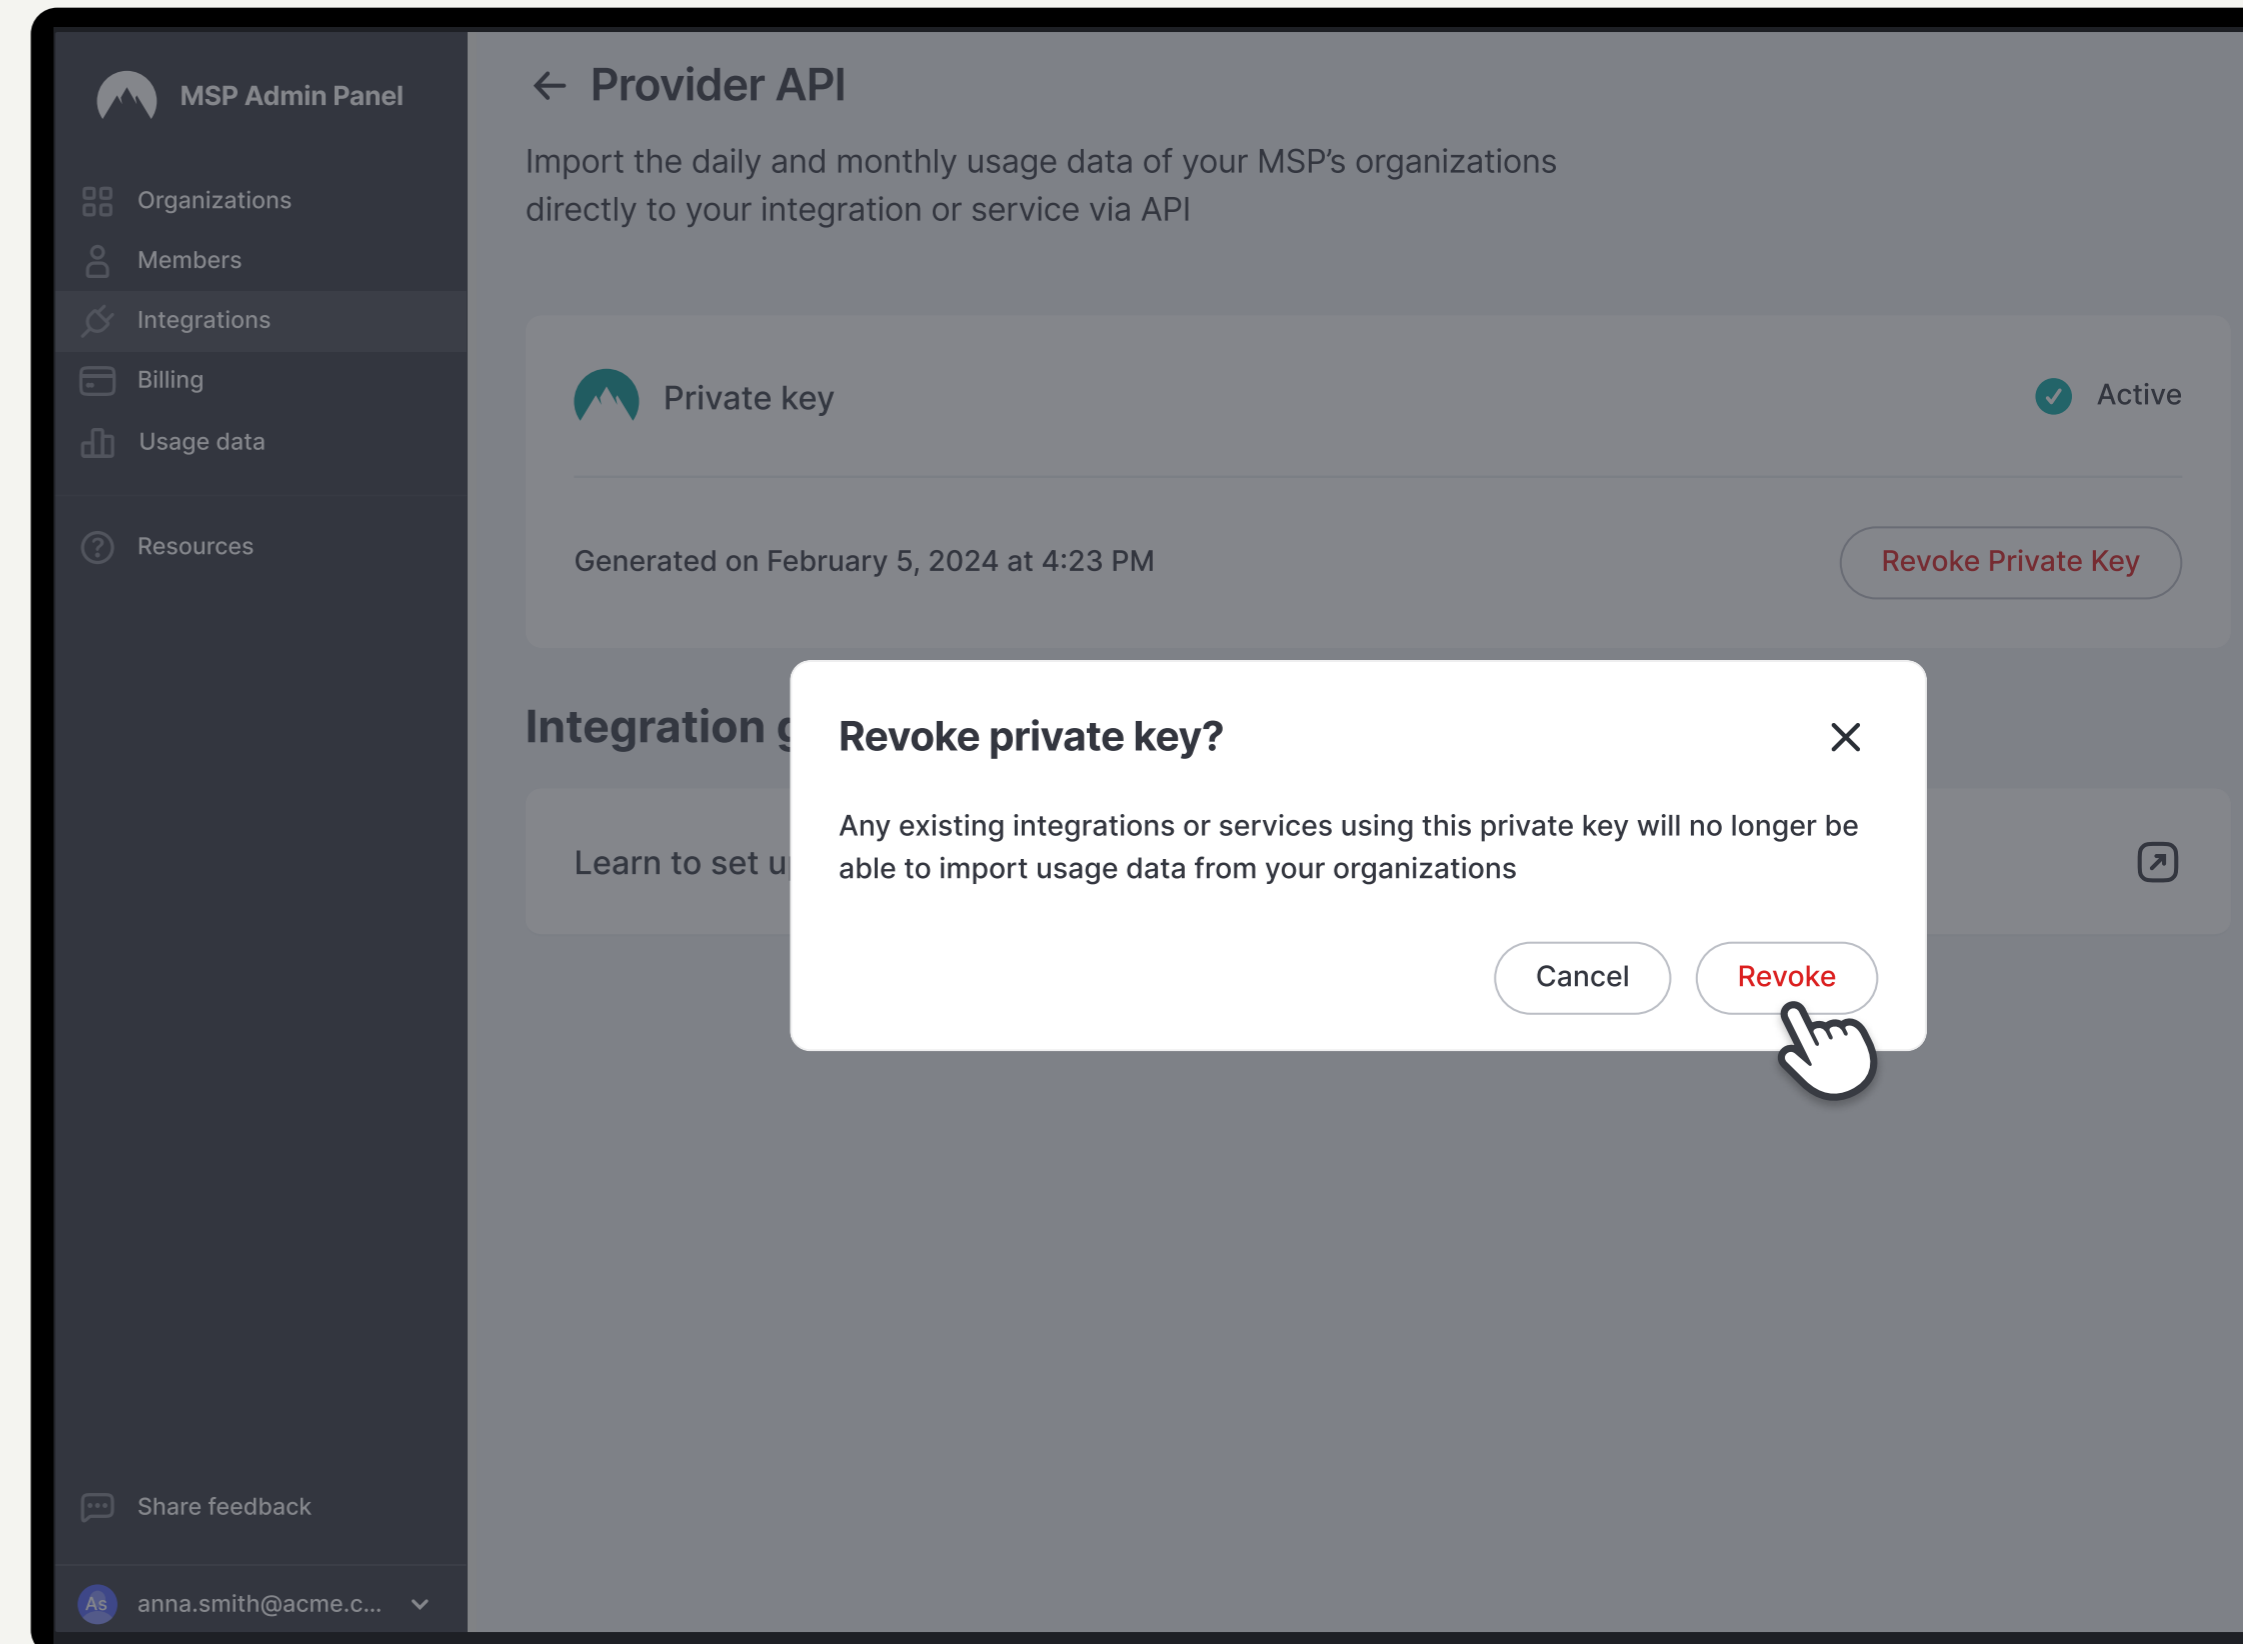 MSP Admin Panel
Organizations
Members
Integrations
Billing
Usage data
Resources
Share feedback
As
anna.smith@acme.c...
Provider API
Import the daily and monthly usage data of your MSP's organizations
directly to your integration or service via API
Private key
Active
Generated on February 5, 2024 at 4:23 PM
Revoke Private Key
Integration
Learn to set
Revoke private key?
Any existing integrations or services using this private key will no longer be
able to import usage data from your organizations
Cancel
Revoke